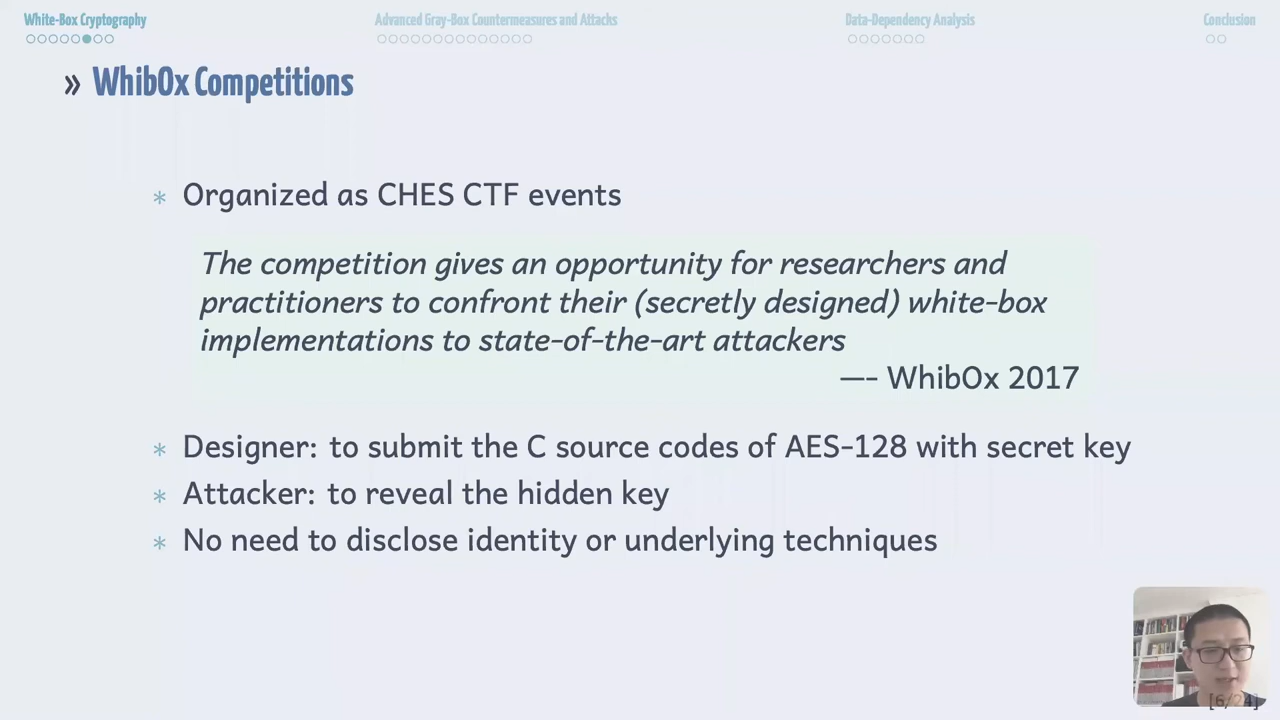 White-Box Cryptography
Advanced Gray-Box Countermeasures and Attacks
Data-Dependency Analysis
Conclusion
» WhibOx Competitions
* Organized as CHES CTF events
The competition gives an opportunity for researchers and
practitioners to confront their (secretly designed) white-box
implementations to state-of-the-art attackers
—- WhibOx 2017
* Designer: to submit the C source codes of AES-128 with secret key
* Attacker: to reveal the hidden key
* No need to disclose identity or underlying techniques
[6/24]